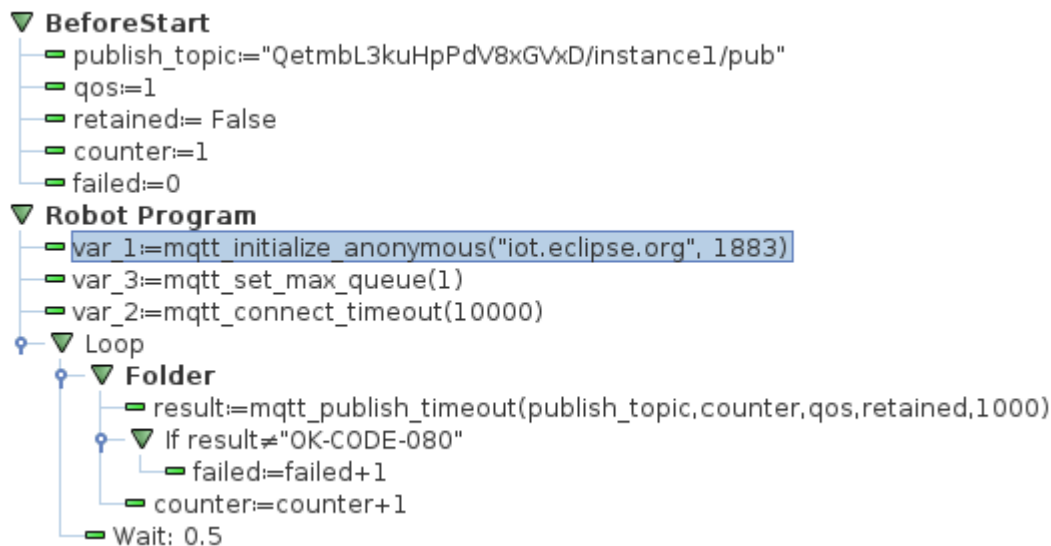 BeforeStart
publish_topic:="QetmbL3kuHpPdV8xGVxD/instance1/pub"
qos:=1
retained:= False
counter:=1
failed:=0
Robot Program
var_1:=mqtt_initialize_anonymous("iot.eclipse.org", 1883)
var_3:=mqtt_set_max_queue(1)
var_2:=mqtt_connect_timeout(10000)
Loop
Folder
result:=mqtt_publish_timeout(publish_topic,counter,qos,retained,1000)
If result≠"OK-CODE-080"
failed:=failed+1
counter:=counter+1
Wait: 0.5